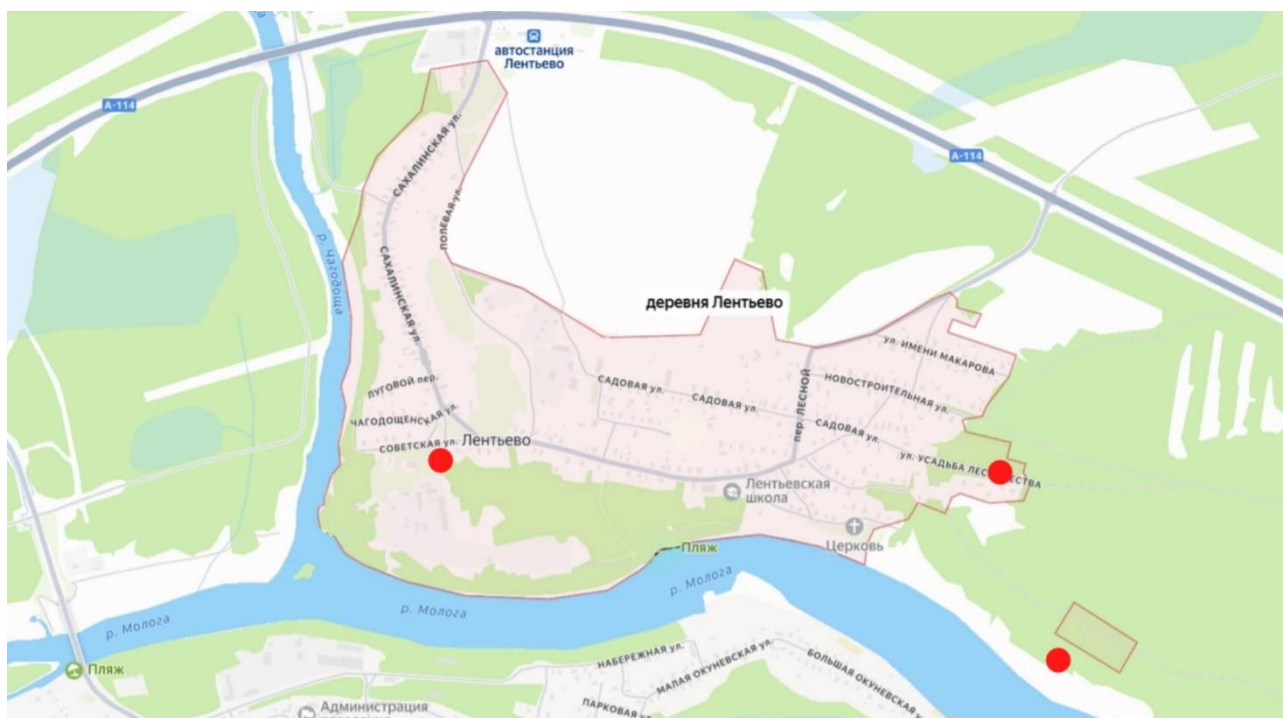 автостанция
Лентьево
А-114
САХАЛИНСКАЯ ул.
А-114
ПОЛЕВАЯ ул.
р. Чагодоща
САХАЛИНСКАЯ ул.
деревня Лентьево
ул. ИМЕНИ МАКАРОВА
ЛУГОВОЙ пер.
САДОВАЯ ул.
НОВОСТРОИТЕЛЬНАЯ ул.
САДОВАЯ ул.
пер. ЛЕСНОЙ
ЧАГОДОЩЕНСКАЯ ул.
САДОВАЯ ул.
СОВЕТСКАЯ ул.
Лентьево
ул. УСАДЬБА
Лентьевская
школа
Церковь
Пляж
р. Молога
р. Молога
р. Молога
Пляж
НАБЕРЕЖНАЯ ул.
МАЛАЯ ОКУНЕВСКАЯ ул.
БОЛЬШАЯ ОКУНЕВСКАЯ
ПАРКОВАЯ
Администрация